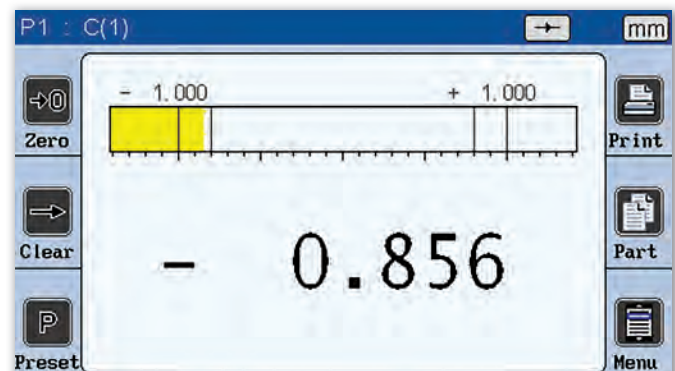 P1 : C(1)
mm
- 1.000
+ 1.000
Zero
Print
Clear
- 0.856
Part
P
Preset
Menu